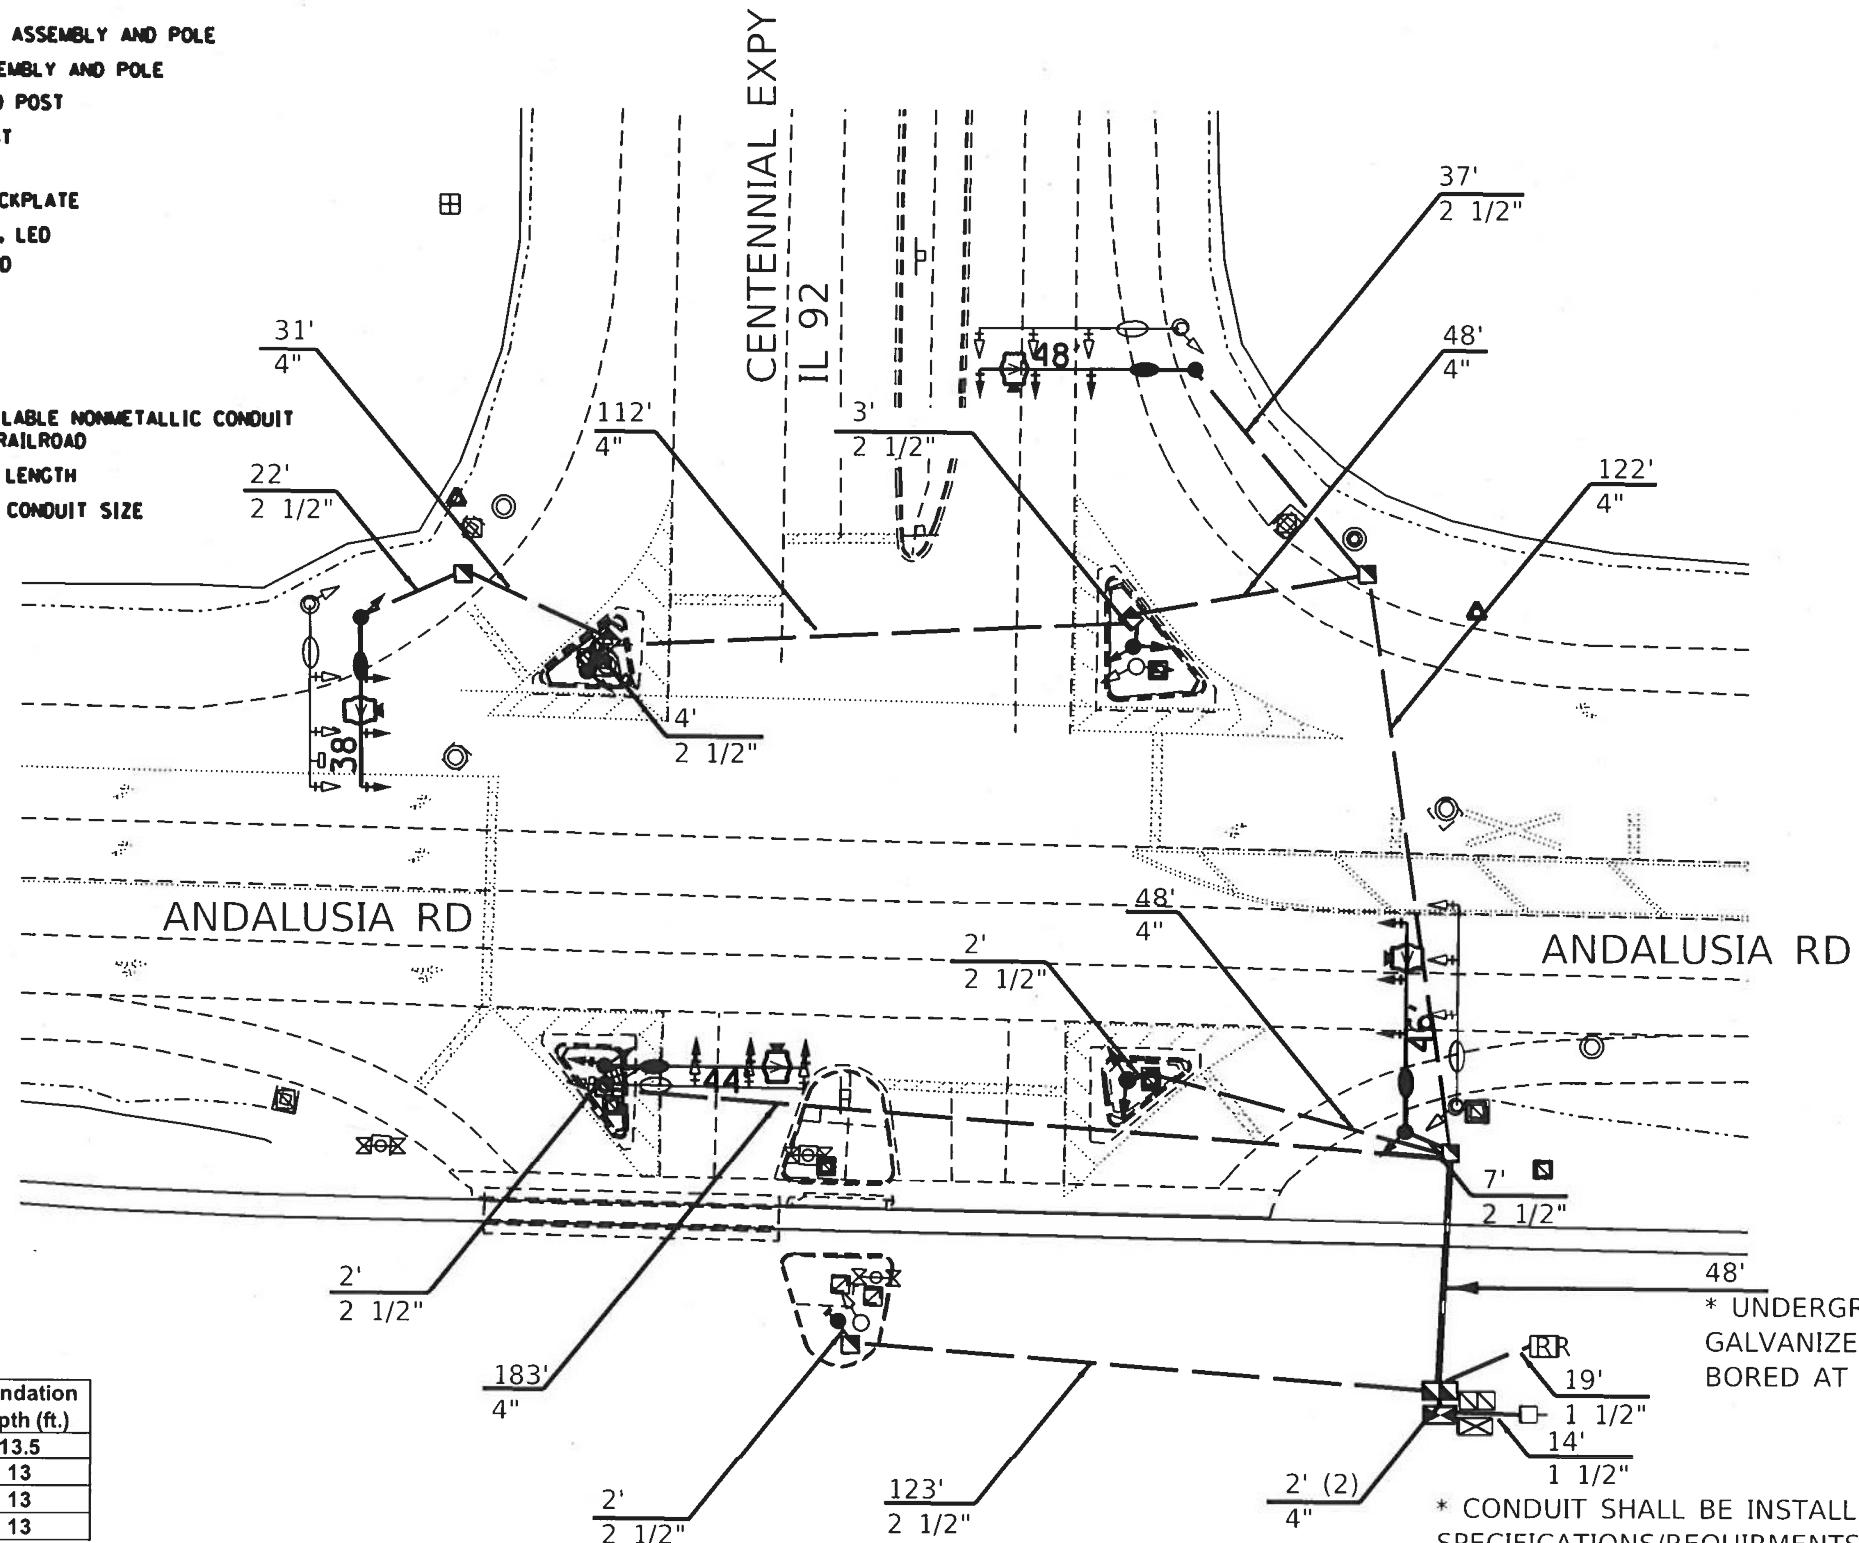 ASSEMBLY AND POLE
EMBLY AND POLE
POST
CKPLATE
, LED
CENTENNIAL EXPY
IL 92
37'
2 1/2"
31'
4"
48'
48'
4"
LABLE NONMETALLIC CONDUIT
RAILROAD
LENGTH
CONDUIT SIZE
112'
4"
3'
2 1/2"
22'
2 1/2"
122'
4"
4'
2 1/2"
38
ANDALUSIA RD
48'
4"
2'
2 1/2"
ANDALUSIA RD
46'
44'
7'
2 1/2"
2'
2 1/2"
48'
* UNDERGR
GALVANIZE
BORED AT
RR
19'
1 1/2"
183'
4"
14'
1 1/2"
ndation
pth (ft.)
13.5
13
13
13
2'
2 1/2"
123'
2 1/2"
2' (2)
4"
* CONDUIT SHALL BE INSTALL
SPECIFICATIONS/REQUIRMENTS